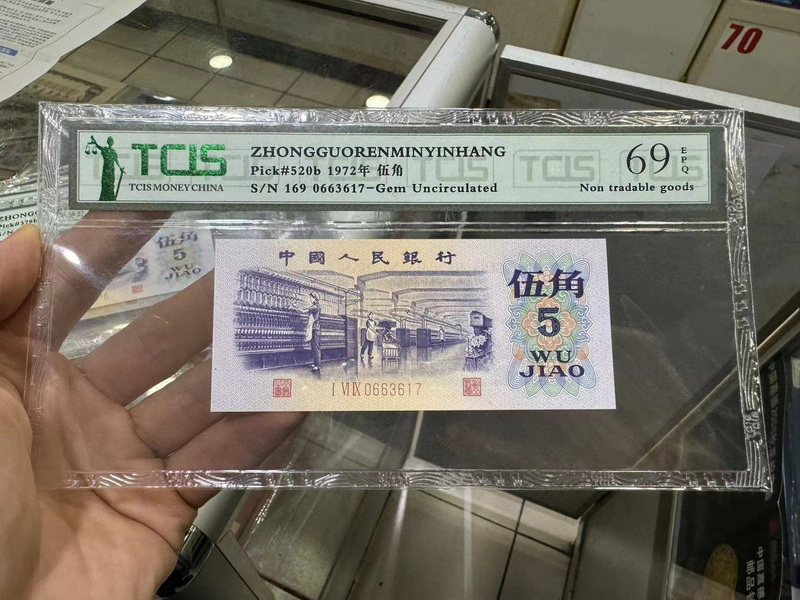 70
TCIS
TCIS MONEY CHINA
ZHONGGUORENMINYINHANG
Pick#520b 1972年 伍角
S/N 169 0663617-Gem Uncirculated
69 EPQ
Non tradable goods
中國人民銀行
伍角
5
WU
JIAO
I VI IX 0663617
伍角
5
WU
JIAO